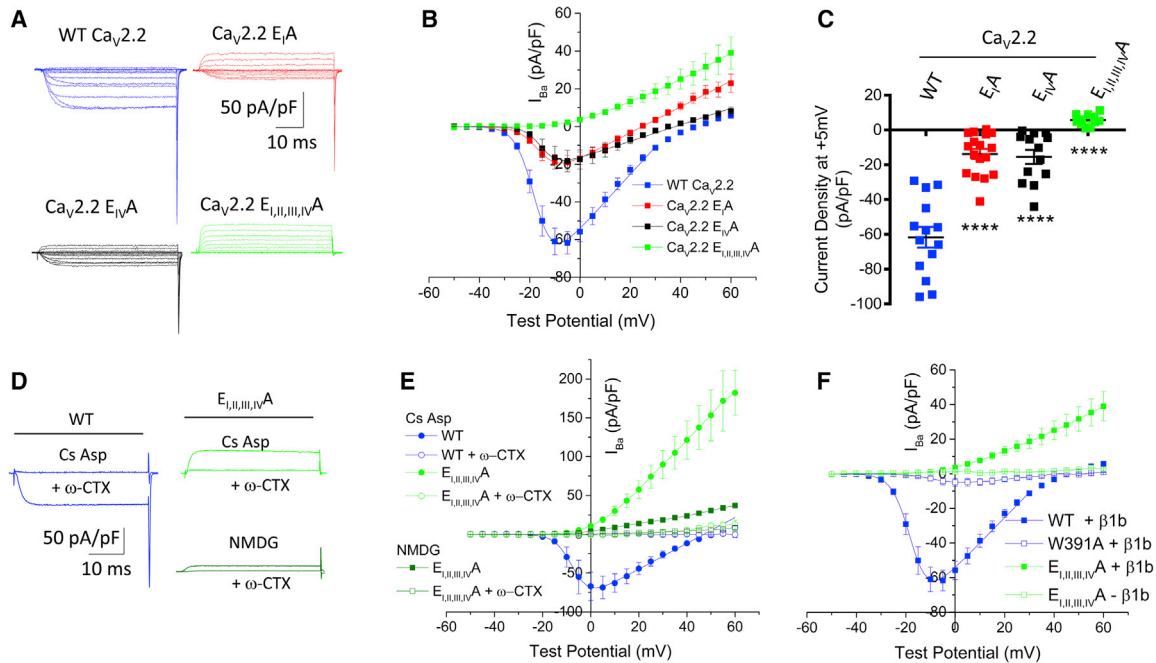 A
WT CaV2.2
CaV2.2 EIA
50 pA/pF
10 ms
CaV2.2 EIVA
CaV2.2 EI,II,III,IVA
B
IBa (pA/pF)
60
40
20
0
-20
-40
-60
-80
-60 -40 -20 0 20 40 60
Test Potential (mV)
WT CaV2.2
CaV2.2 EIA
CaV2.2 EIVA
CaV2.2 EI,II,III,IVA
C
CaV2.2
WT
EIA
EIVA
EI,II,III,IVA
Current Density at +5mV
(pA/pF)
20
0
-20
-40
-60
-80
-100
****
****
****
D
WT
Cs Asp
+ ω-CTX
50 pA/pF
10 ms
EI,II,III,IVA
Cs Asp
+ ω-CTX
NMDG
+ ω-CTX
E
IBa (pA/pF)
200
150
100
50
0
-50
-100
-40 -20 0 20 40 60
Test Potential (mV)
Cs Asp
WT
WT + ω-CTX
EI,II,III,IVA
EI,II,III,IVA + ω-CTX
NMDG
EI,II,III,IVA
EI,II,III,IVA + ω-CTX
F
IBa (pA/pF)
60
40
20
0
-20
-40
-60
-80
-60 -40 -20 0 20 40 60
Test Potential (mV)
WT + β1b
W391A + β1b
EI,II,III,IVA + β1b
EI,II,III,IVA - β1b